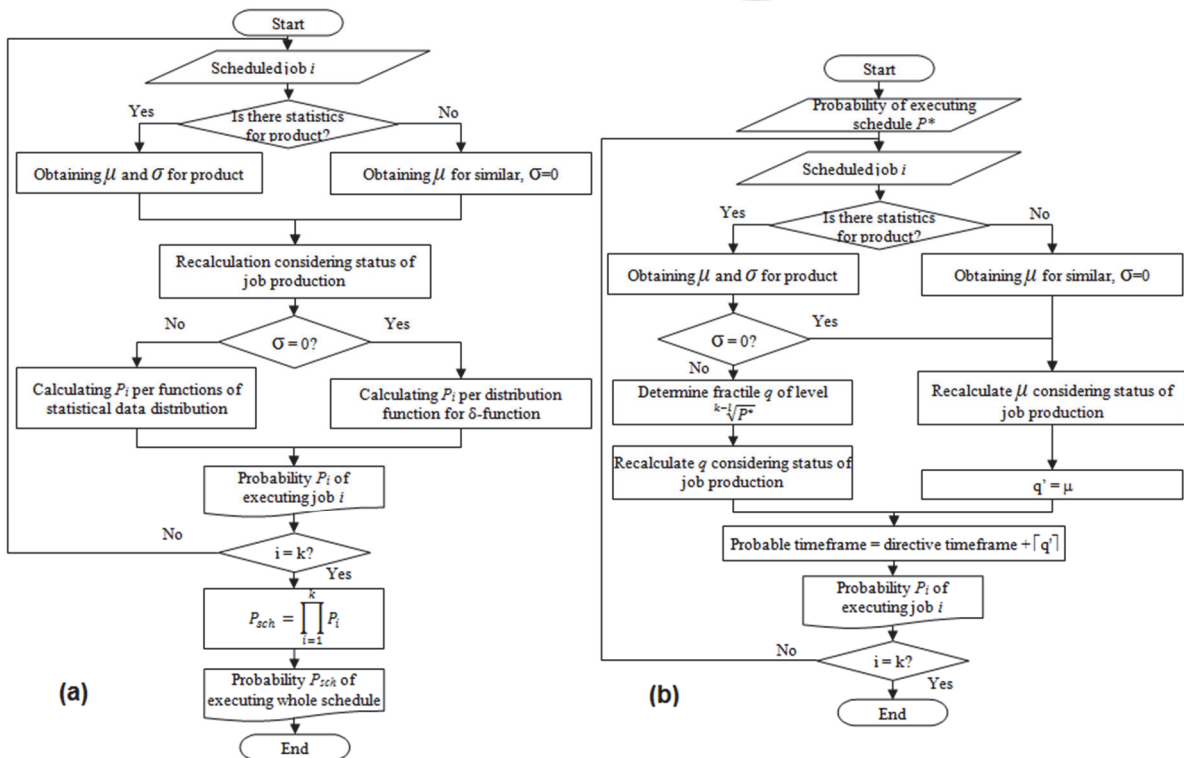 Start
Scheduled job i
Is there statistics
for product?
Yes
No
Obtaining μ and σ for product
Obtaining μ for similar, σ=0
Recalculation considering status of
job production
No
Yes
σ = 0?
Calculating Pi per functions of
statistical data distribution
Calculating Pi per distribution
function for δ-function
Probability Pi of
executing job i
No
i = k?
Yes
Psch = ∏ k i=1 Pi
Probability Psch of
executing whole schedule
End
(a)
Start
Probability of executing
schedule P*
Scheduled job i
Yes
No
Is there statistics
for product?
Obtaining μ and σ for product
Obtaining μ for similar, σ=0
Yes
σ = 0?
No
Determine fractile q of level
k-l√P*
Recalculate μ considering status of
job production
Recalculate q considering status of
job production
q' = μ
Probable timeframe = directive timeframe +⌈q'⌉
Probability Pi of
executing job i
No
i = k?
Yes
End
(b)